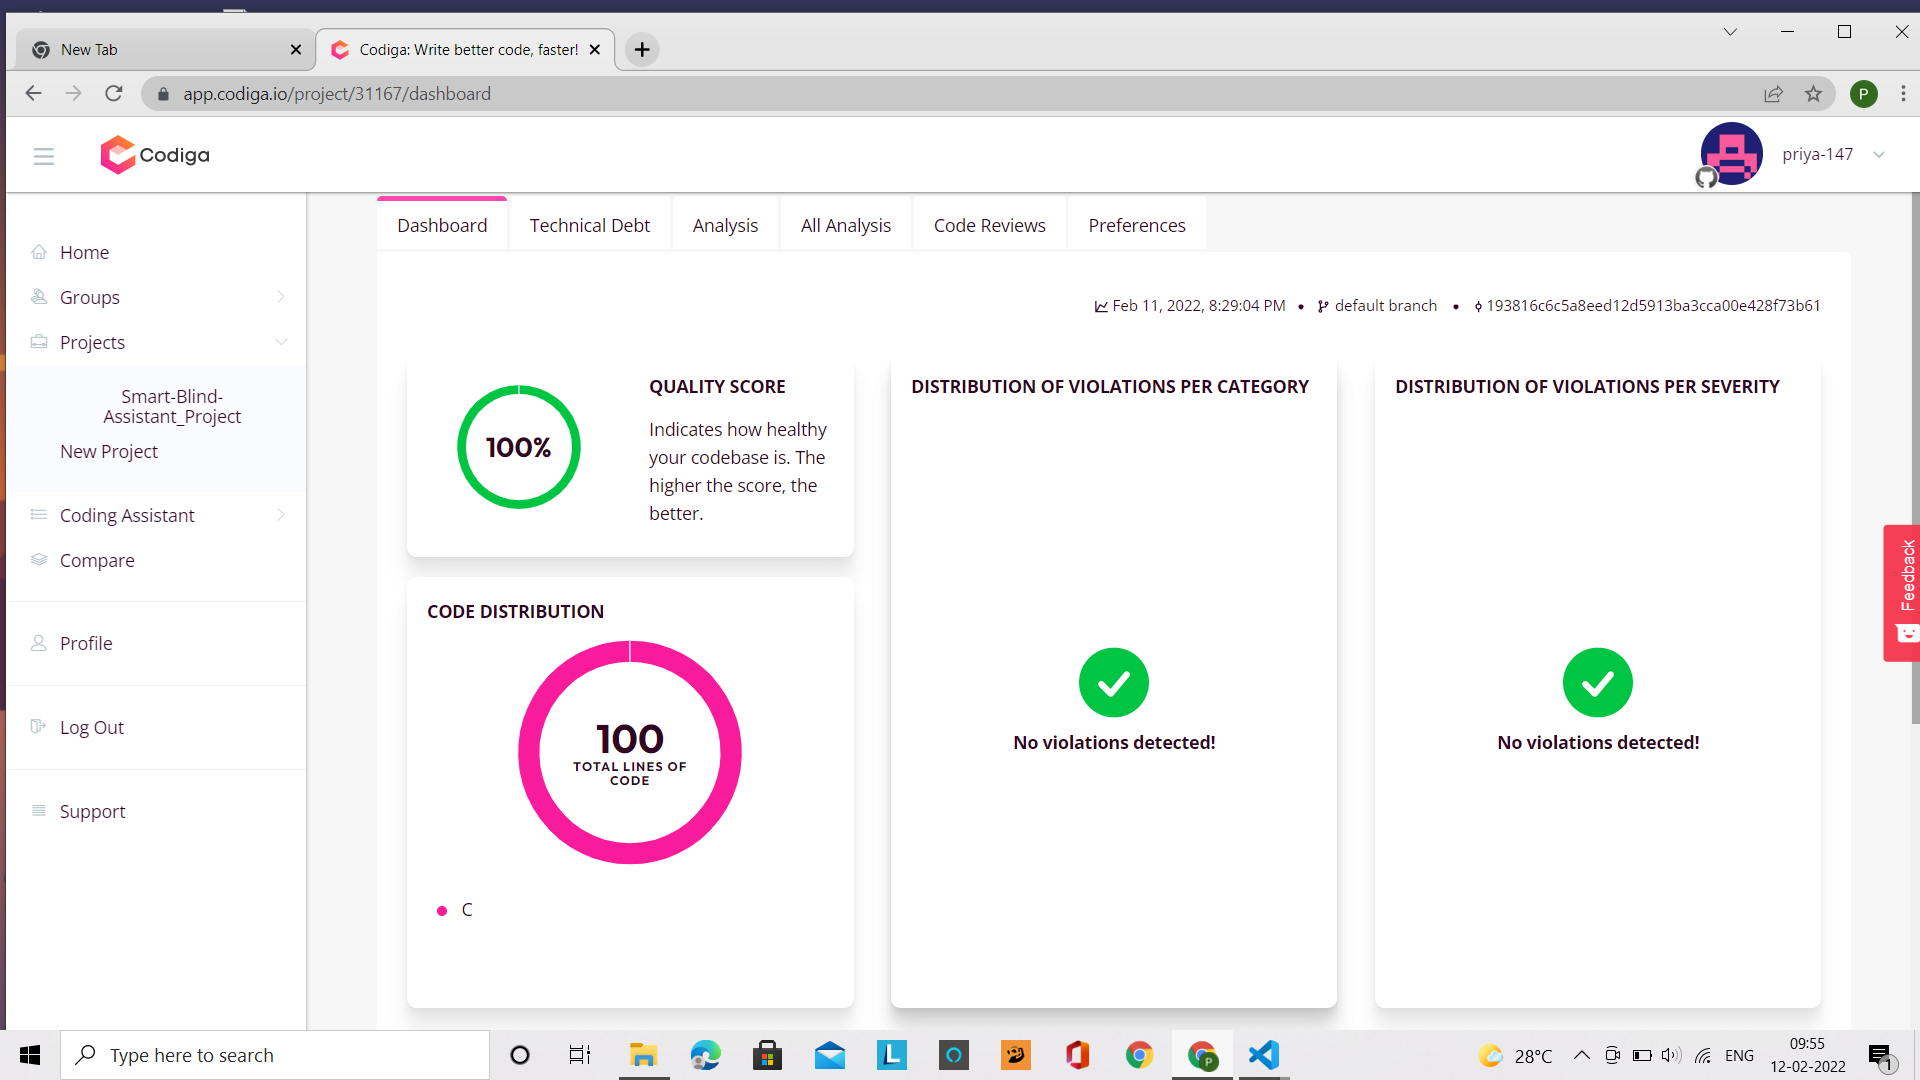 New Tab
Codiga: Write better code, faster!
app.codiga.io/project/31167/dashboard
P
Codiga
priya-147
Dashboard
Technical Debt
Analysis
All Analysis
Code Reviews
Preferences
Home
Groups
Projects
Smart-Blind-
Assistant_Project
New Project
Coding Assistant
Compare
Profile
Log Out
Support
Feb 11, 2022, 8:29:04 PM • default branch • 193816c6c5a8eed12d5913ba3cca00e428f73b61
100%
QUALITY SCORE
Indicates how healthy
your codebase is. The
higher the score, the
better.
CODE DISTRIBUTION
100
TOTAL LINES OF
CODE
C
DISTRIBUTION OF VIOLATIONS PER CATEGORY
No violations detected!
DISTRIBUTION OF VIOLATIONS PER SEVERITY
No violations detected!
Feedback
Type here to search
L
P
28°C
ENG
09:55
12-02-2022
1